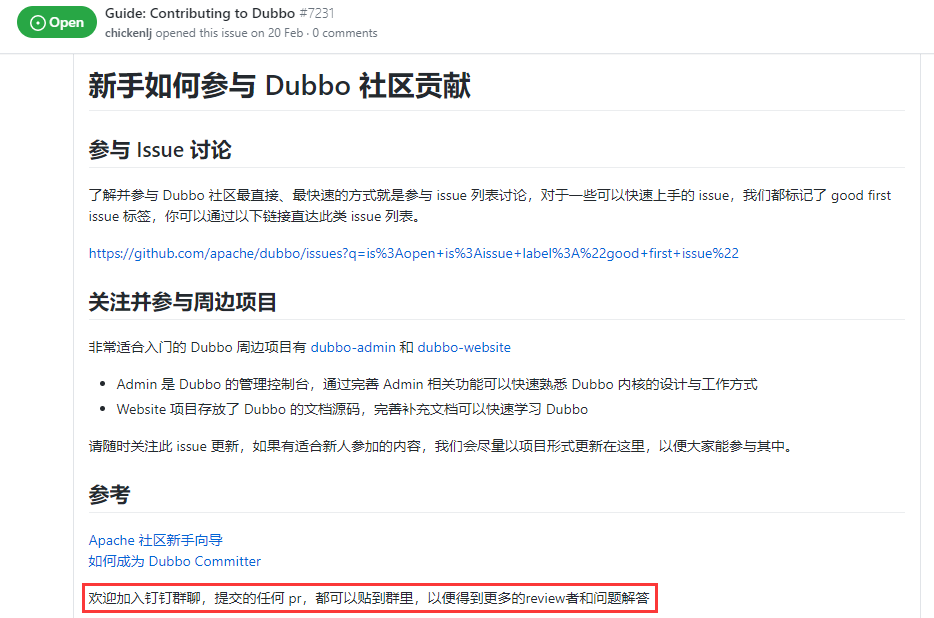 Open
Guide: Contributing to Dubbo #7231
chickenlj opened this issue on 20 Feb · 0 comments
新手如何参与 Dubbo 社区贡献
参与 Issue 讨论
了解并参与 Dubbo 社区最直接、最快速的方式就是参与 issue 列表讨论，对于一些可以快速上手的 issue，我们都标记了 good first
issue 标签，你可以通过以下链接直达此类 issue 列表。
https://github.com/apache/dubbo/issues?q=is%3Aopen+is%3Aissue+label%3A%22good+first+issue%22
关注并参与周边项目
非常适合入门的 Dubbo 周边项目有 dubbo-admin 和 dubbo-website
• Admin 是 Dubbo 的管理控制台，通过完善 Admin 相关功能可以快速熟悉 Dubbo 内核的设计与工作方式
• Website 项目存放了 Dubbo 的文档源码，完善补充文档可以快速学习 Dubbo
请随时关注此 issue 更新，如果有适合新人参加的内容，我们会尽量以项目形式更新在这里，以便大家能参与其中。
参考
Apache 社区新手向导
如何成为 Dubbo Committer
欢迎加入钉钉群聊，提交的任何 pr，都可以贴到群里，以便得到更多的review者和问题解答